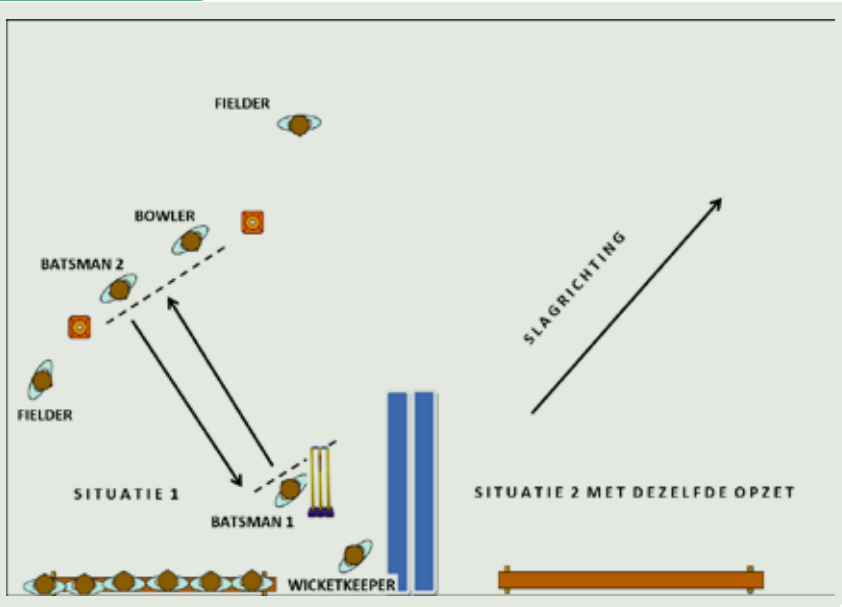 FIELDER
BOWLER
BATSMAN 2
SLAGRICHTING
FIELDER
SITUATIE 1
SITUATIE 2 MET DEZELFDE OPZET
BATSMAN 1
WICKETKEEPER